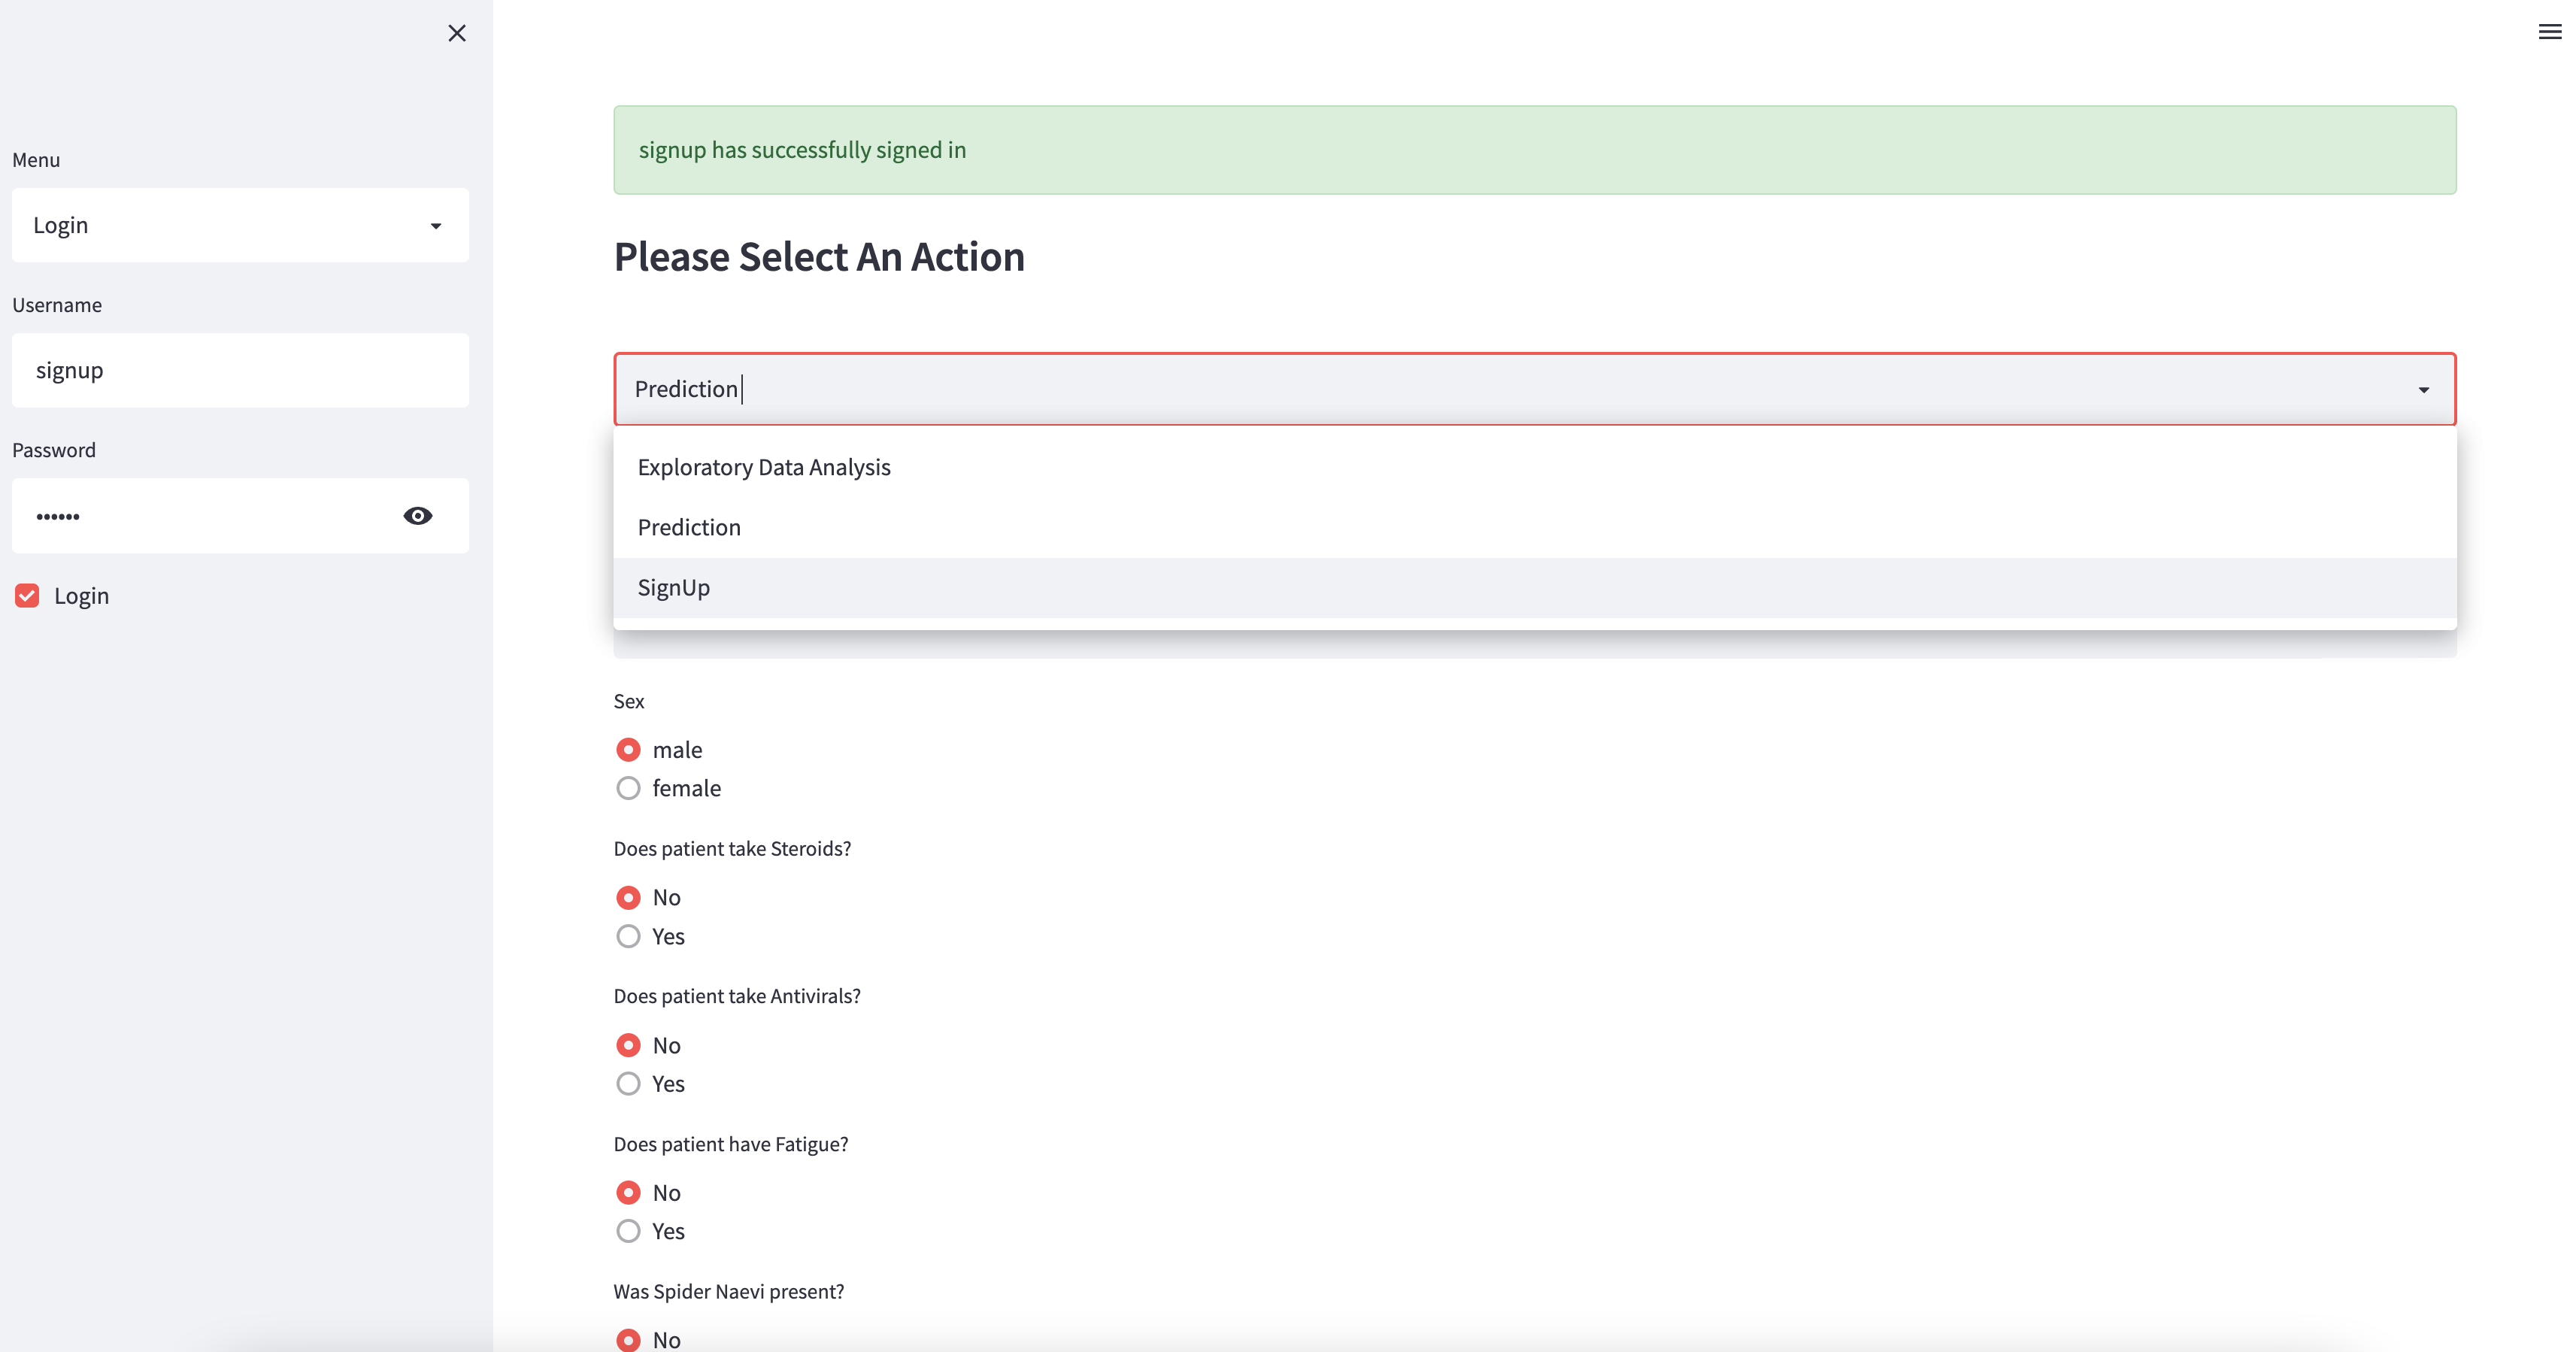 Menu
Login
Username
signup
Password
••••••
Login
signup has successfully signed in
Please Select An Action
Prediction
Exploratory Data Analysis
Prediction
SignUp
Sex
male
female
Does patient take Steroids?
No
Yes
Does patient take Antivirals?
No
Yes
Does patient have Fatigue?
No
Yes
Was Spider Naevi present?
No